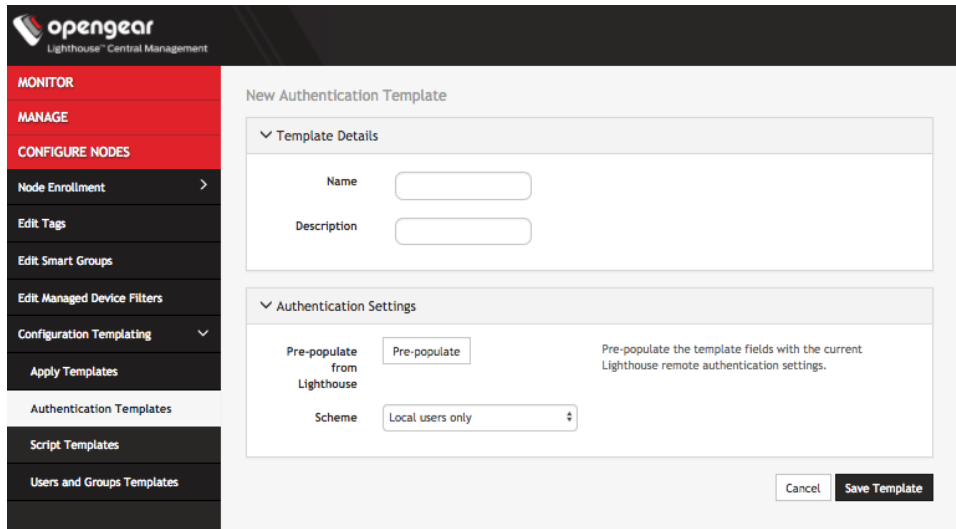 opengear
Lighthouse™ Central Management
MONITOR
MANAGE
CONFIGURE NODES
Node Enrollment
Edit Tags
Edit Smart Groups
Edit Managed Device Filters
Configuration Templating
Apply Templates
Authentication Templates
Script Templates
Users and Groups Templates
New Authentication Template
Template Details
Name
Description
Authentication Settings
Pre-populate
from
Lighthouse
Pre-populate
Pre-populate the template fields with the current
Lighthouse remote authentication settings.
Scheme
Local users only
Cancel
Save Template